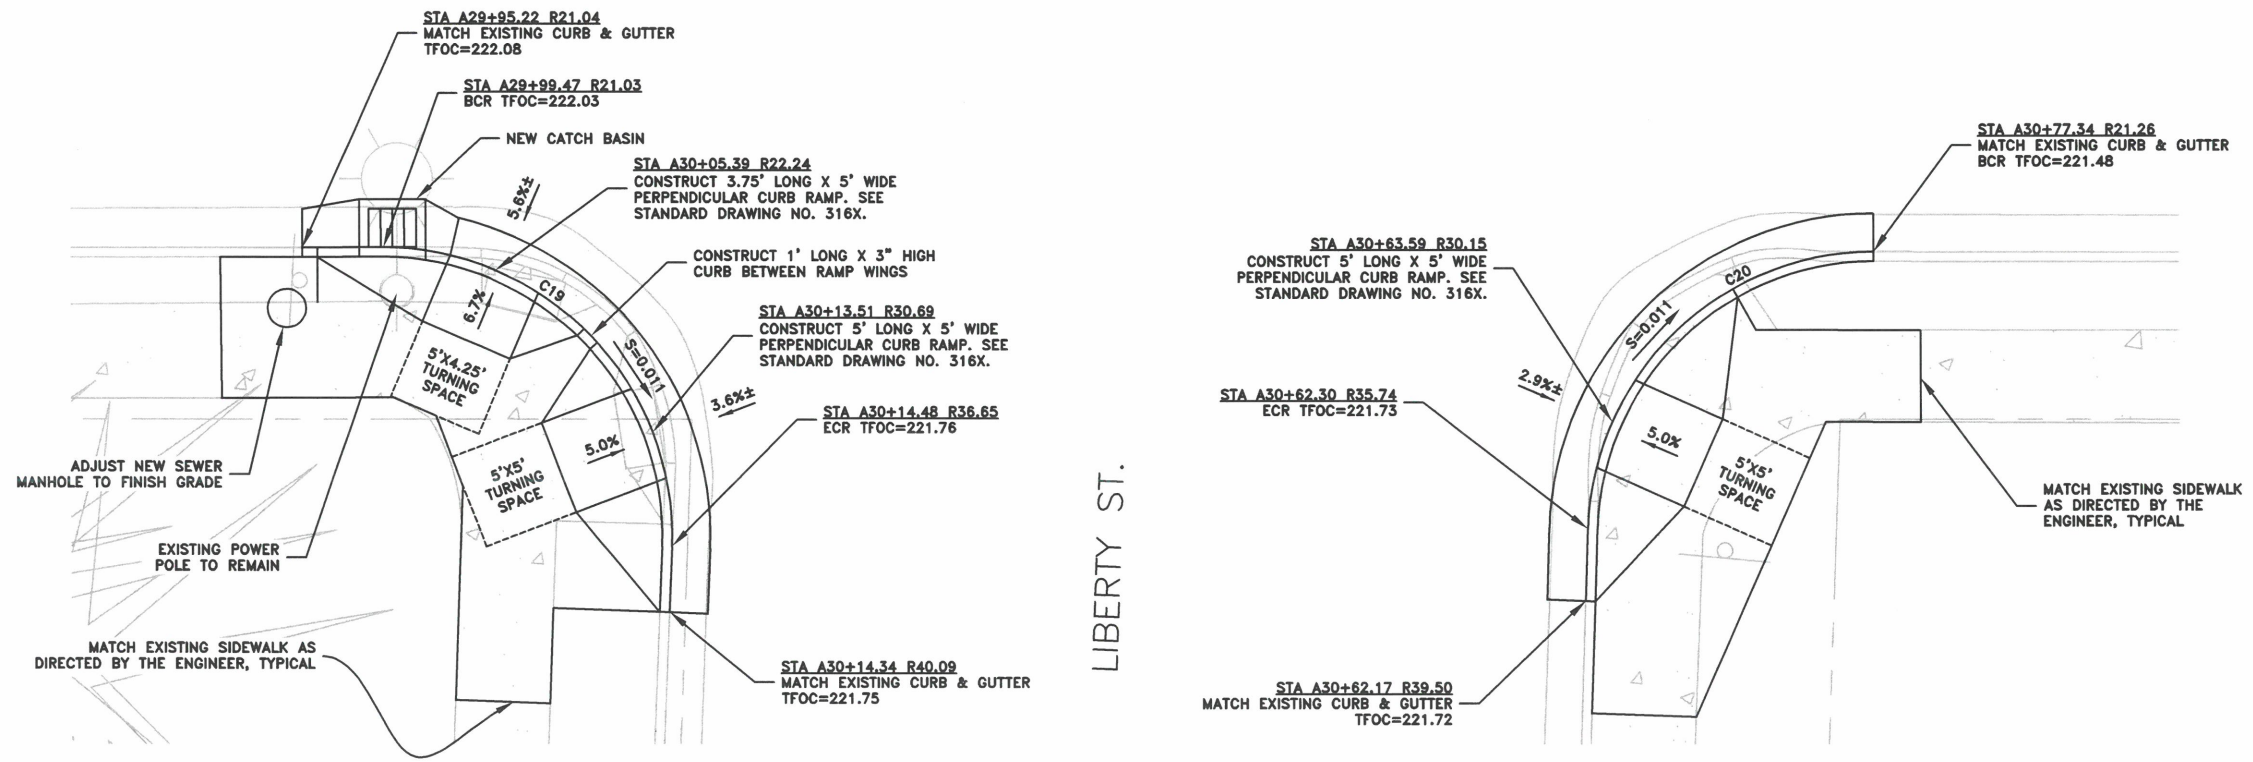 STA A29+95.22 R21.04
MATCH EXISTING CURB & GUTTER
TFOC=222.08
STA A29+99.47 R21.03
BCR TFOC=222.03
NEW CATCH BASIN
STA A30+05.39 R22.24
CONSTRUCT 3.75' LONG X 5' WIDE
PERPENDICULAR CURB RAMP. SEE
STANDARD DRAWING NO. 316X.
5.6%±
CONSTRUCT 1' LONG X 3" HIGH
CURB BETWEEN RAMP WINGS
C19
6.7%
STA A30+13.51 R30.69
CONSTRUCT 5' LONG X 5' WIDE
PERPENDICULAR CURB RAMP. SEE
STANDARD DRAWING NO. 316X.
S=0.011
5'X4.25'
TURNING
SPACE
3.6%±
STA A30+14.48 R36.65
ECR TFOC=221.76
5.0%
5'X5'
TURNING
SPACE
ADJUST NEW SEWER
MANHOLE TO FINISH GRADE
EXISTING POWER
POLE TO REMAIN
MATCH EXISTING SIDEWALK AS
DIRECTED BY THE ENGINEER, TYPICAL
STA A30+14.34 R40.09
MATCH EXISTING CURB & GUTTER
TFOC=221.75
LIBERTY ST.
STA A30+77.34 R21.26
MATCH EXISTING CURB & GUTTER
BCR TFOC=221.48
STA A30+63.59 R30.15
CONSTRUCT 5' LONG X 5' WIDE
PERPENDICULAR CURB RAMP. SEE
STANDARD DRAWING NO. 316X.
C20
S=0.011
2.9%±
STA A30+62.30 R35.74
ECR TFOC=221.73
5.0%
5'X5'
TURNING
SPACE
MATCH EXISTING SIDEWALK
AS DIRECTED BY THE
ENGINEER, TYPICAL
STA A30+62.17 R39.50
MATCH EXISTING CURB & GUTTER
TFOC=221.72